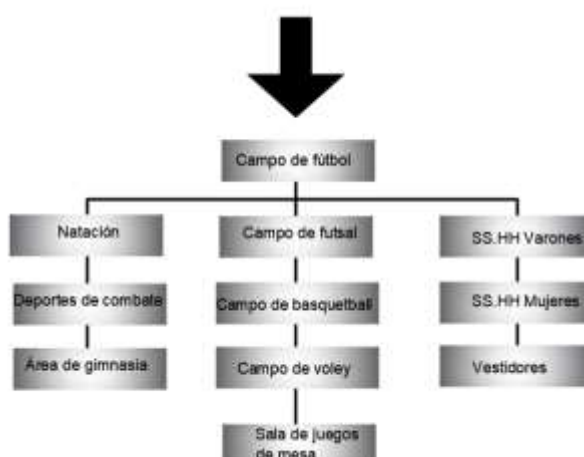 Campo de fútbol
Natación
Campo de futsal
SS.HH Varones
Deportes de combate
Campo de basquetball
SS.HH Mujeres
Area de gimnasia
Campo de voley
Vestidores
Sala de juegos
de mesa